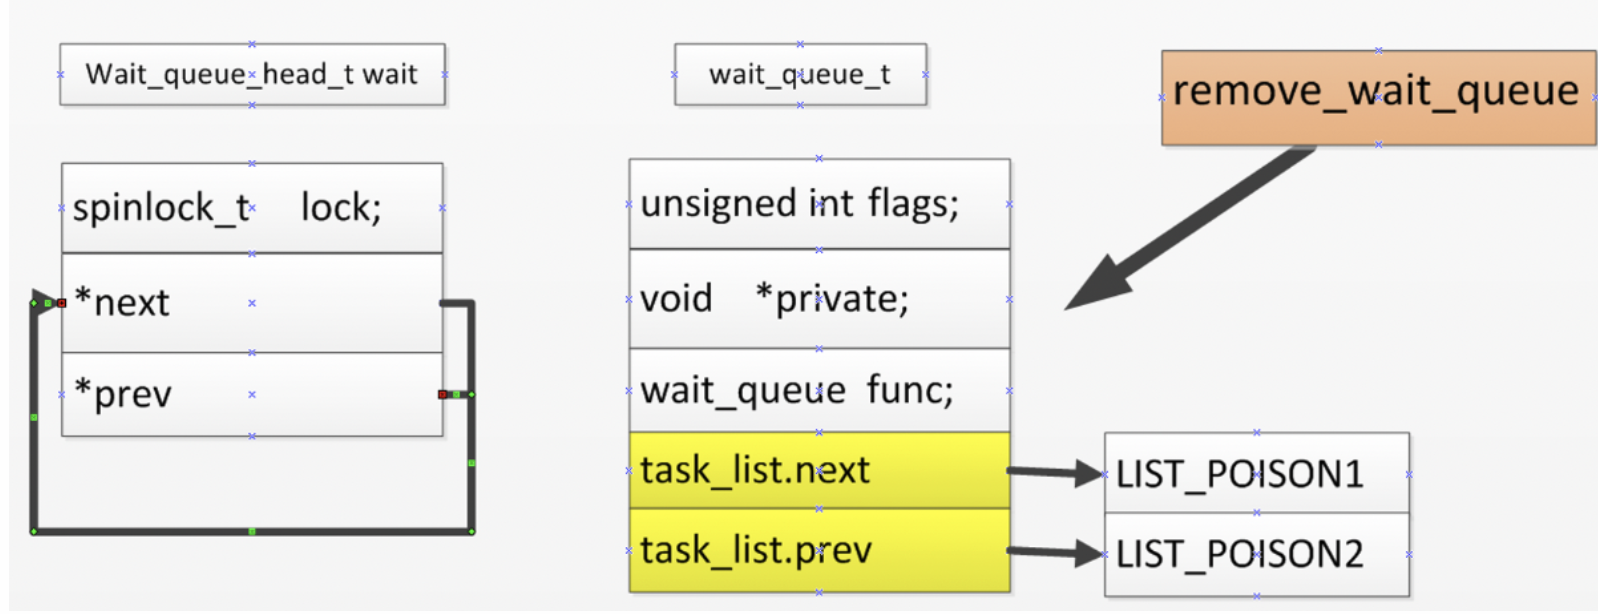 Wait_queue_head_t wait
wait_queue_t
remove_wait_queue
spinlock_t lock;
*next
*prev
unsigned int flags;
void *private;
wait_queue func;
task_list.next
task_list.prev
LIST_POISON1
LIST_POISON2